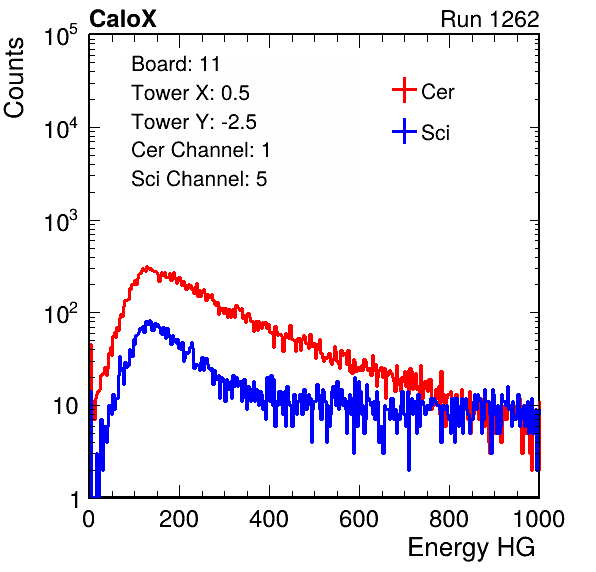 CaloX Run 1262
Counts
10^5
10^4
10^3
10^2
10
1
Board: 11
Tower X: 0.5
Tower Y: -2.5
Cer Channel: 1
Sci Channel: 5
Cer
Sci
0 200 400 600 800 1000
Energy HG